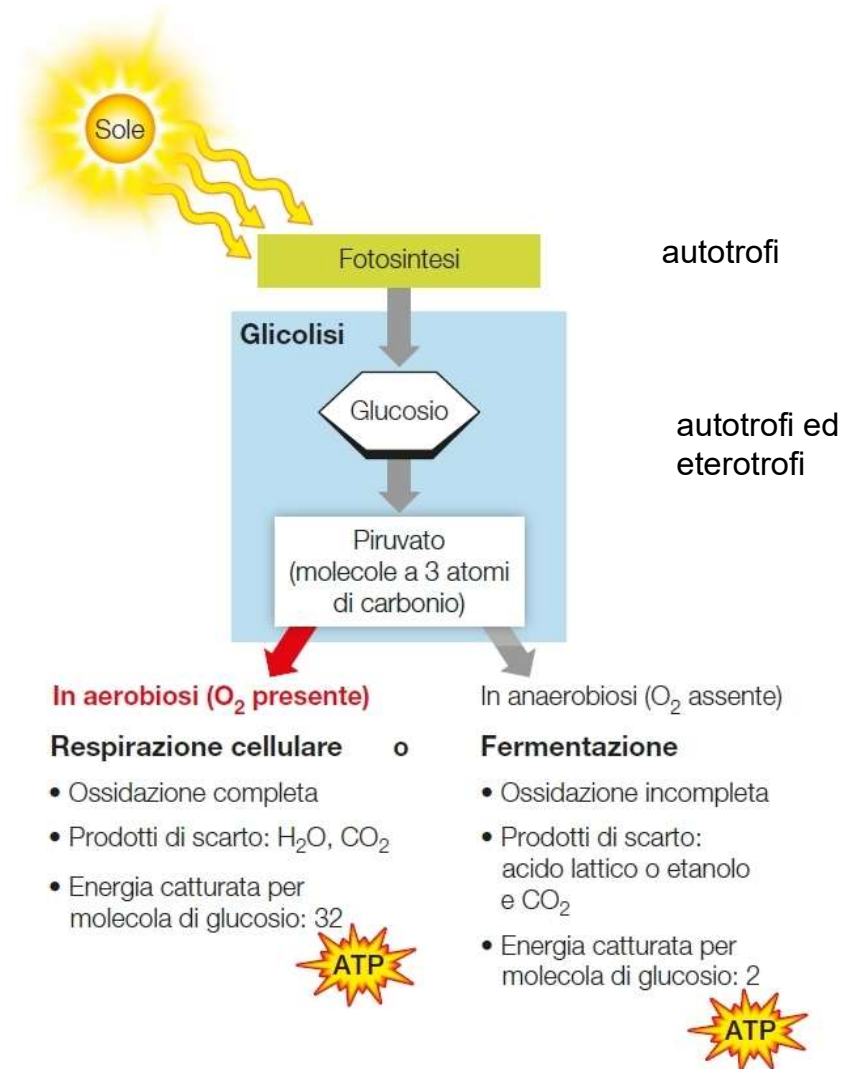 Sole
Fotosintesi
autotrofi
Glicolisi
Glucosio
autotrofi ed
eterotrofi
Piruvato
(molecole a 3 atomi
di carbonio)
In aerobiosi (O₂ presente)
Respirazione cellulare o
• Ossidazione completa
• Prodotti di scarto: H₂O, CO₂
• Energia catturata per
molecola di glucosio: 32
ATP
In anaerobiosi (O₂ assente)
Fermentazione
• Ossidazione incompleta
• Prodotti di scarto:
acido lattico o etanolo
e CO₂
• Energia catturata per
molecola di glucosio: 2
ATP